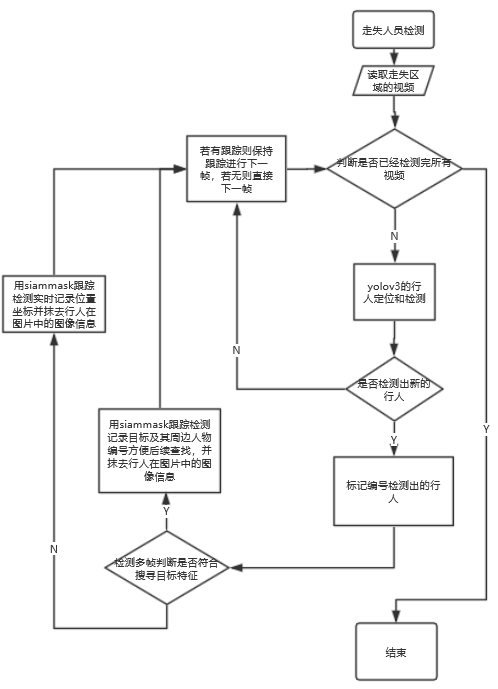 走失人员检测
读取走失区
域的视频
若有跟踪则保持
跟踪进行下一
帧，若无则直接
下一帧
判断是否已经检测完所有
视频
N
yolov3的行
人定位和检测
用siammask跟踪
检测实时记录位置
坐标并抹去行人在
图片中的图像信息
N
是否检测出新的
行人
Y
Y
用siammask跟踪检测
记录目标及其周边人物
编号方便后续查找，并
抹去行人在图片中的图
像信息
标记编号检测出的行
人
Y
N
检测多帧判断是否符合
搜寻目标特征
结束